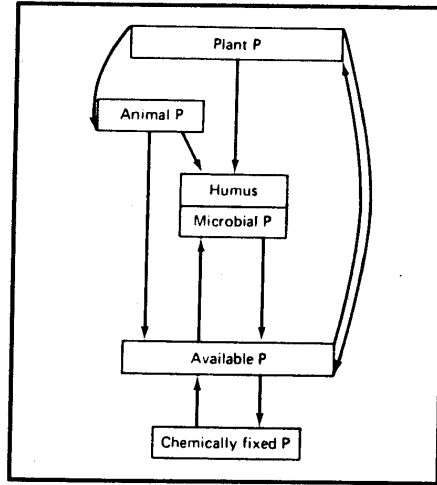 Plant P
Animal P
Humus
Microbial P
Available P
Chemically fixed P